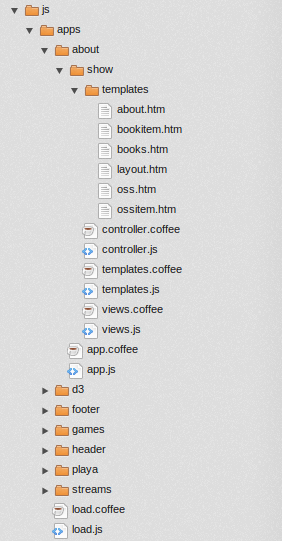 js
apps
about
show
templates
about.htm
bookitem.htm
books.htm
layout.htm
oss.htm
ossitem.htm
controller.coffee
controller.js
templates.coffee
templates.js
views.coffee
views.js
app.coffee
app.js
d3
footer
games
header
playa
streams
load.coffee
load.js